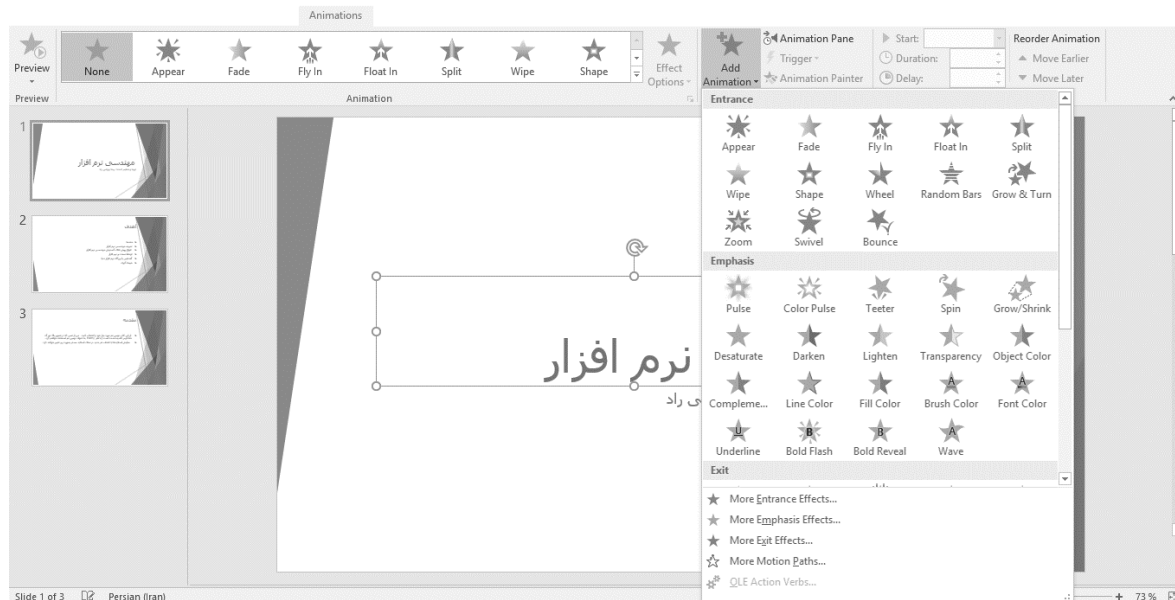 Animations
Preview
None
Appear
Fade
Fly In
Float In
Split
Wipe
Shape
Effect
Options
Add
Animation
Animation Pane
Trigger
Animation Painter
Start:
Duration:
Delay:
Reorder Animation
Move Earlier
Move Later
Preview
Animation
Entrance
Appear
Fade
Fly In
Float In
Split
Wipe
Shape
Wheel
Random Bars
Grow & Turn
Zoom
Swivel
Bounce
Emphasis
Pulse
Color Pulse
Teeter
Spin
Grow/Shrink
Desaturate
Darken
Lighten
Transparency
Object Color
Compleme...
Line Color
Fill Color
Brush Color
Font Color
Underline
Bold Flash
Bold Reveal
Wave
Exit
More Entrance Effects...
More Emphasis Effects...
More Exit Effects...
More Motion Paths...
OLE Action Verbs...
1
مهندسی نرم افزار
2
3
نرم افزار
ی راد
Slide 1 of 3
Persian (Iran)
73 %